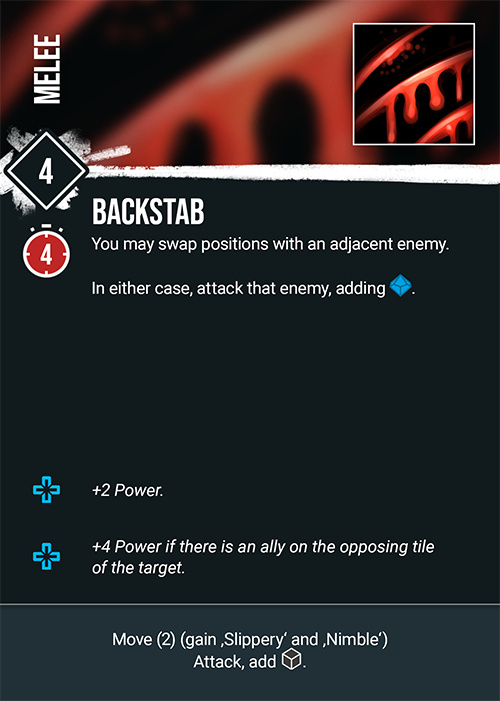 MELEE
4
BACKSTAB
4
You may swap positions with an adjacent enemy.
In either case, attack that enemy, adding .
+2 Power.
+4 Power if there is an ally on the opposing tile
of the target.
Move (2) (gain ‚Slippery‘ and ‚Nimble‘)
Attack, add .